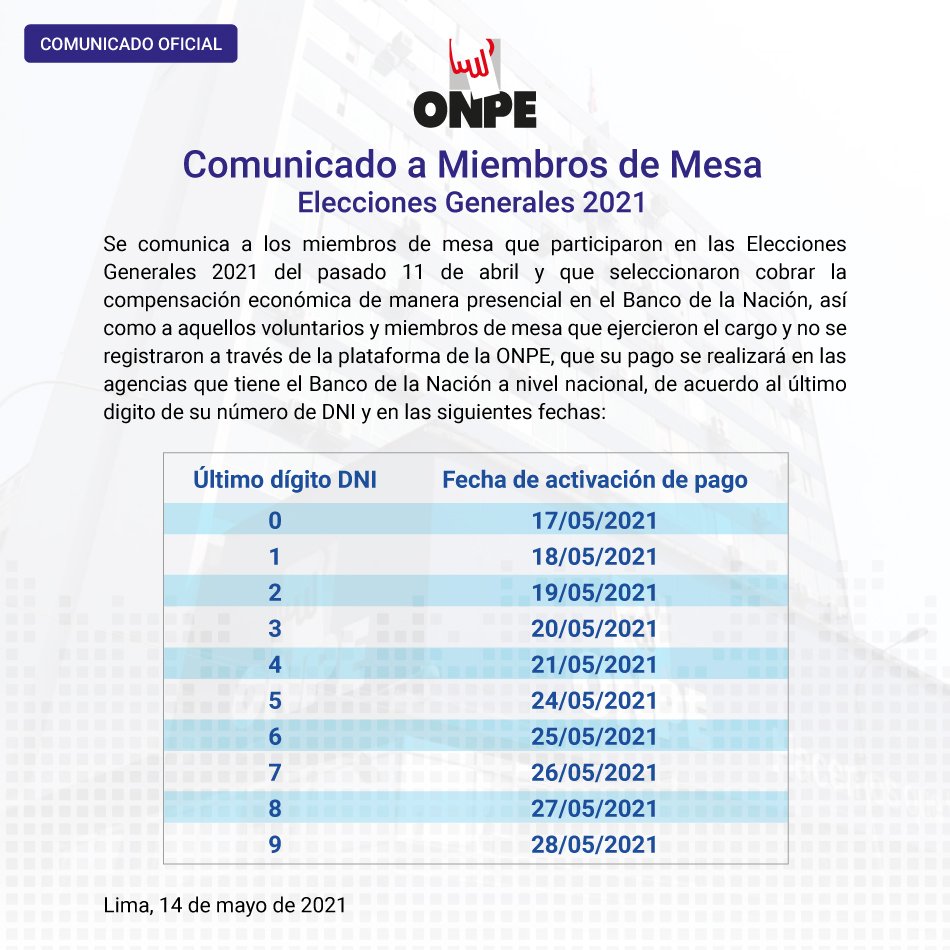 COMUNICADO OFICIAL
ONPE
Comunicado a Miembros de Mesa
Elecciones Generales 2021
Se comunica a los miembros de mesa que participaron en las Elecciones
Generales 2021 del pasado 11 de abril y que seleccionaron cobrar la
compensación económica de manera presencial en el Banco de la Nación, así
como a aquellos voluntarios y miembros de mesa que ejercieron el cargo y no se
registraron a través de la plataforma de la ONPE, que su pago se realizará en las
agencias que tiene el Banco de la Nación a nivel nacional, de acuerdo al último
digito de su número de DNI y en las siguientes fechas:
Último dígito DNI Fecha de activación de pago
0 17/05/2021
1 18/05/2021
2 19/05/2021
3 20/05/2021
4 21/05/2021
5 24/05/2021
6 25/05/2021
7 26/05/2021
8 27/05/2021
9 28/05/2021
Lima, 14 de mayo de 2021